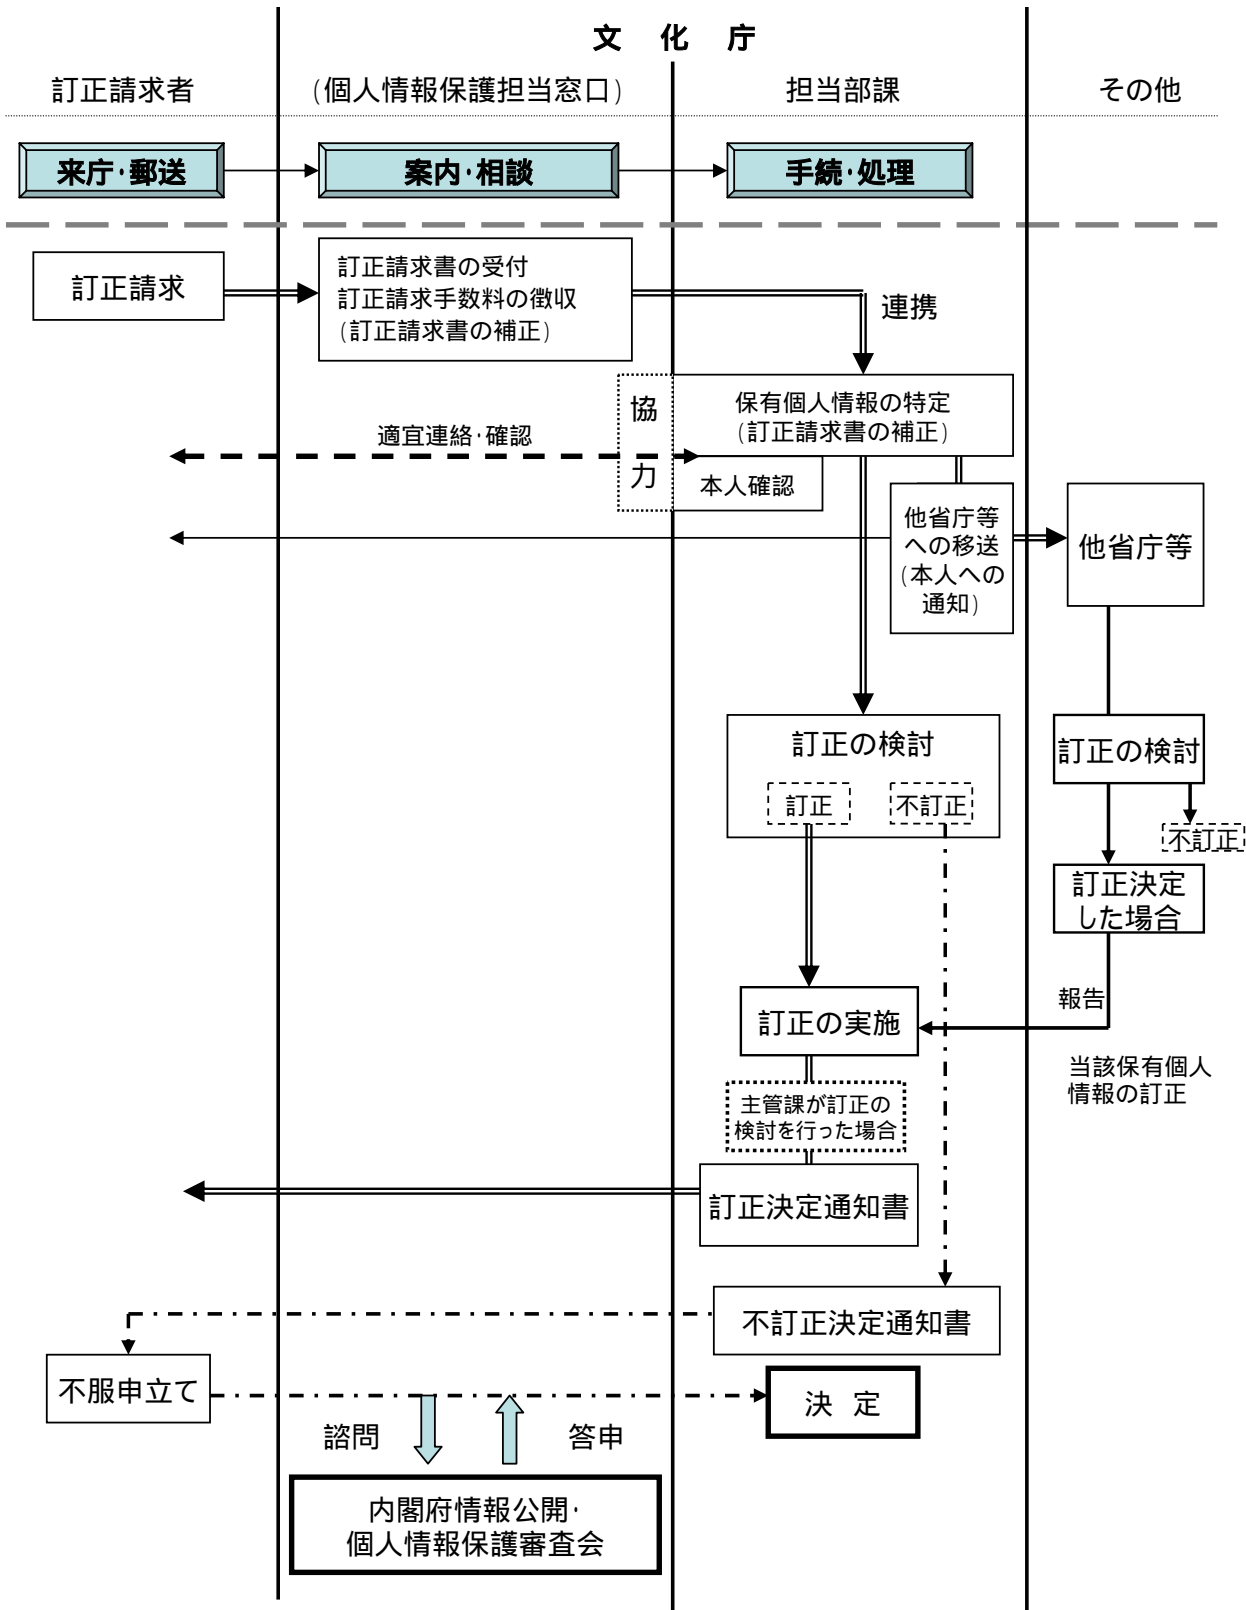 文 化 庁
訂正請求者
(個人情報保護担当窓口)
担当部課
その他
来庁･郵送
案内･相談
手続･処理
訂正請求
訂正請求書の受付
訂正請求手数料の徴収
(訂正請求書の補正)
連携
協
力
保有個人情報の特定
(訂正請求書の補正)
適宜連絡･確認
本人確認
他省庁等
への移送
(本人への
通知)
他省庁等
訂正の検討
訂正
不訂正
訂正の検討
不訂正
訂正決定
した場合
訂正の実施
報告
当該保有個人
情報の訂正
主管課が訂正の
検討を行った場合
訂正決定通知書
不訂正決定通知書
不服申立て
決 定
諮問
答申
内閣府情報公開･
個人情報保護審査会